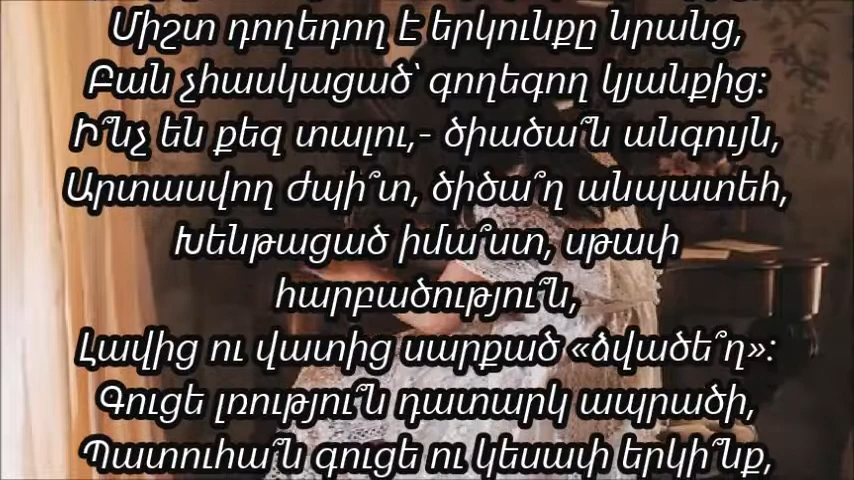 Միշտ դողեդող է երկունքը նրանց,
Բան չհասկացած՝ գողեգող կյանքից:
Ի՞նչ են քեզ տալու,- ծիածա՞ն անգույն,
Արտասվող ժպի՞տ, ծիծա՞ղ անպատեհ,
Խենթացած իմա՞ստ, սթափ
հարբածությու՞ն,
Լավից ու վատից սարքած «ձվածե՞ղ»:
Գուցե լռությու՞ն դատարկ ապրածի,
Պատուհա՞ն գուցե ու կեսափ երկի՞նք,